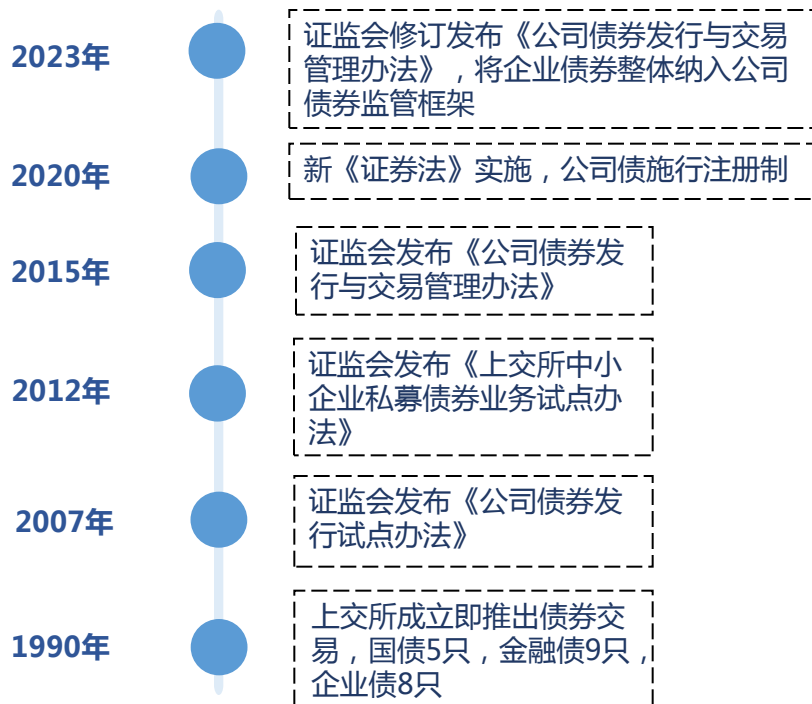 2023年
证监会修订发布《公司债券发行与交易
管理办法》，将企业债券整体纳入公司
债券监管框架
2020年
新《证券法》实施，公司债施行注册制
2015年
证监会发布《公司债券发
行与交易管理办法》
2012年
证监会发布《上交所中小
企业私募债券业务试点办
法》
2007年
证监会发布《公司债券发
行试点办法》
1990年
上交所成立即推出债券交
易，国债5只，金融债9只，
企业债8只